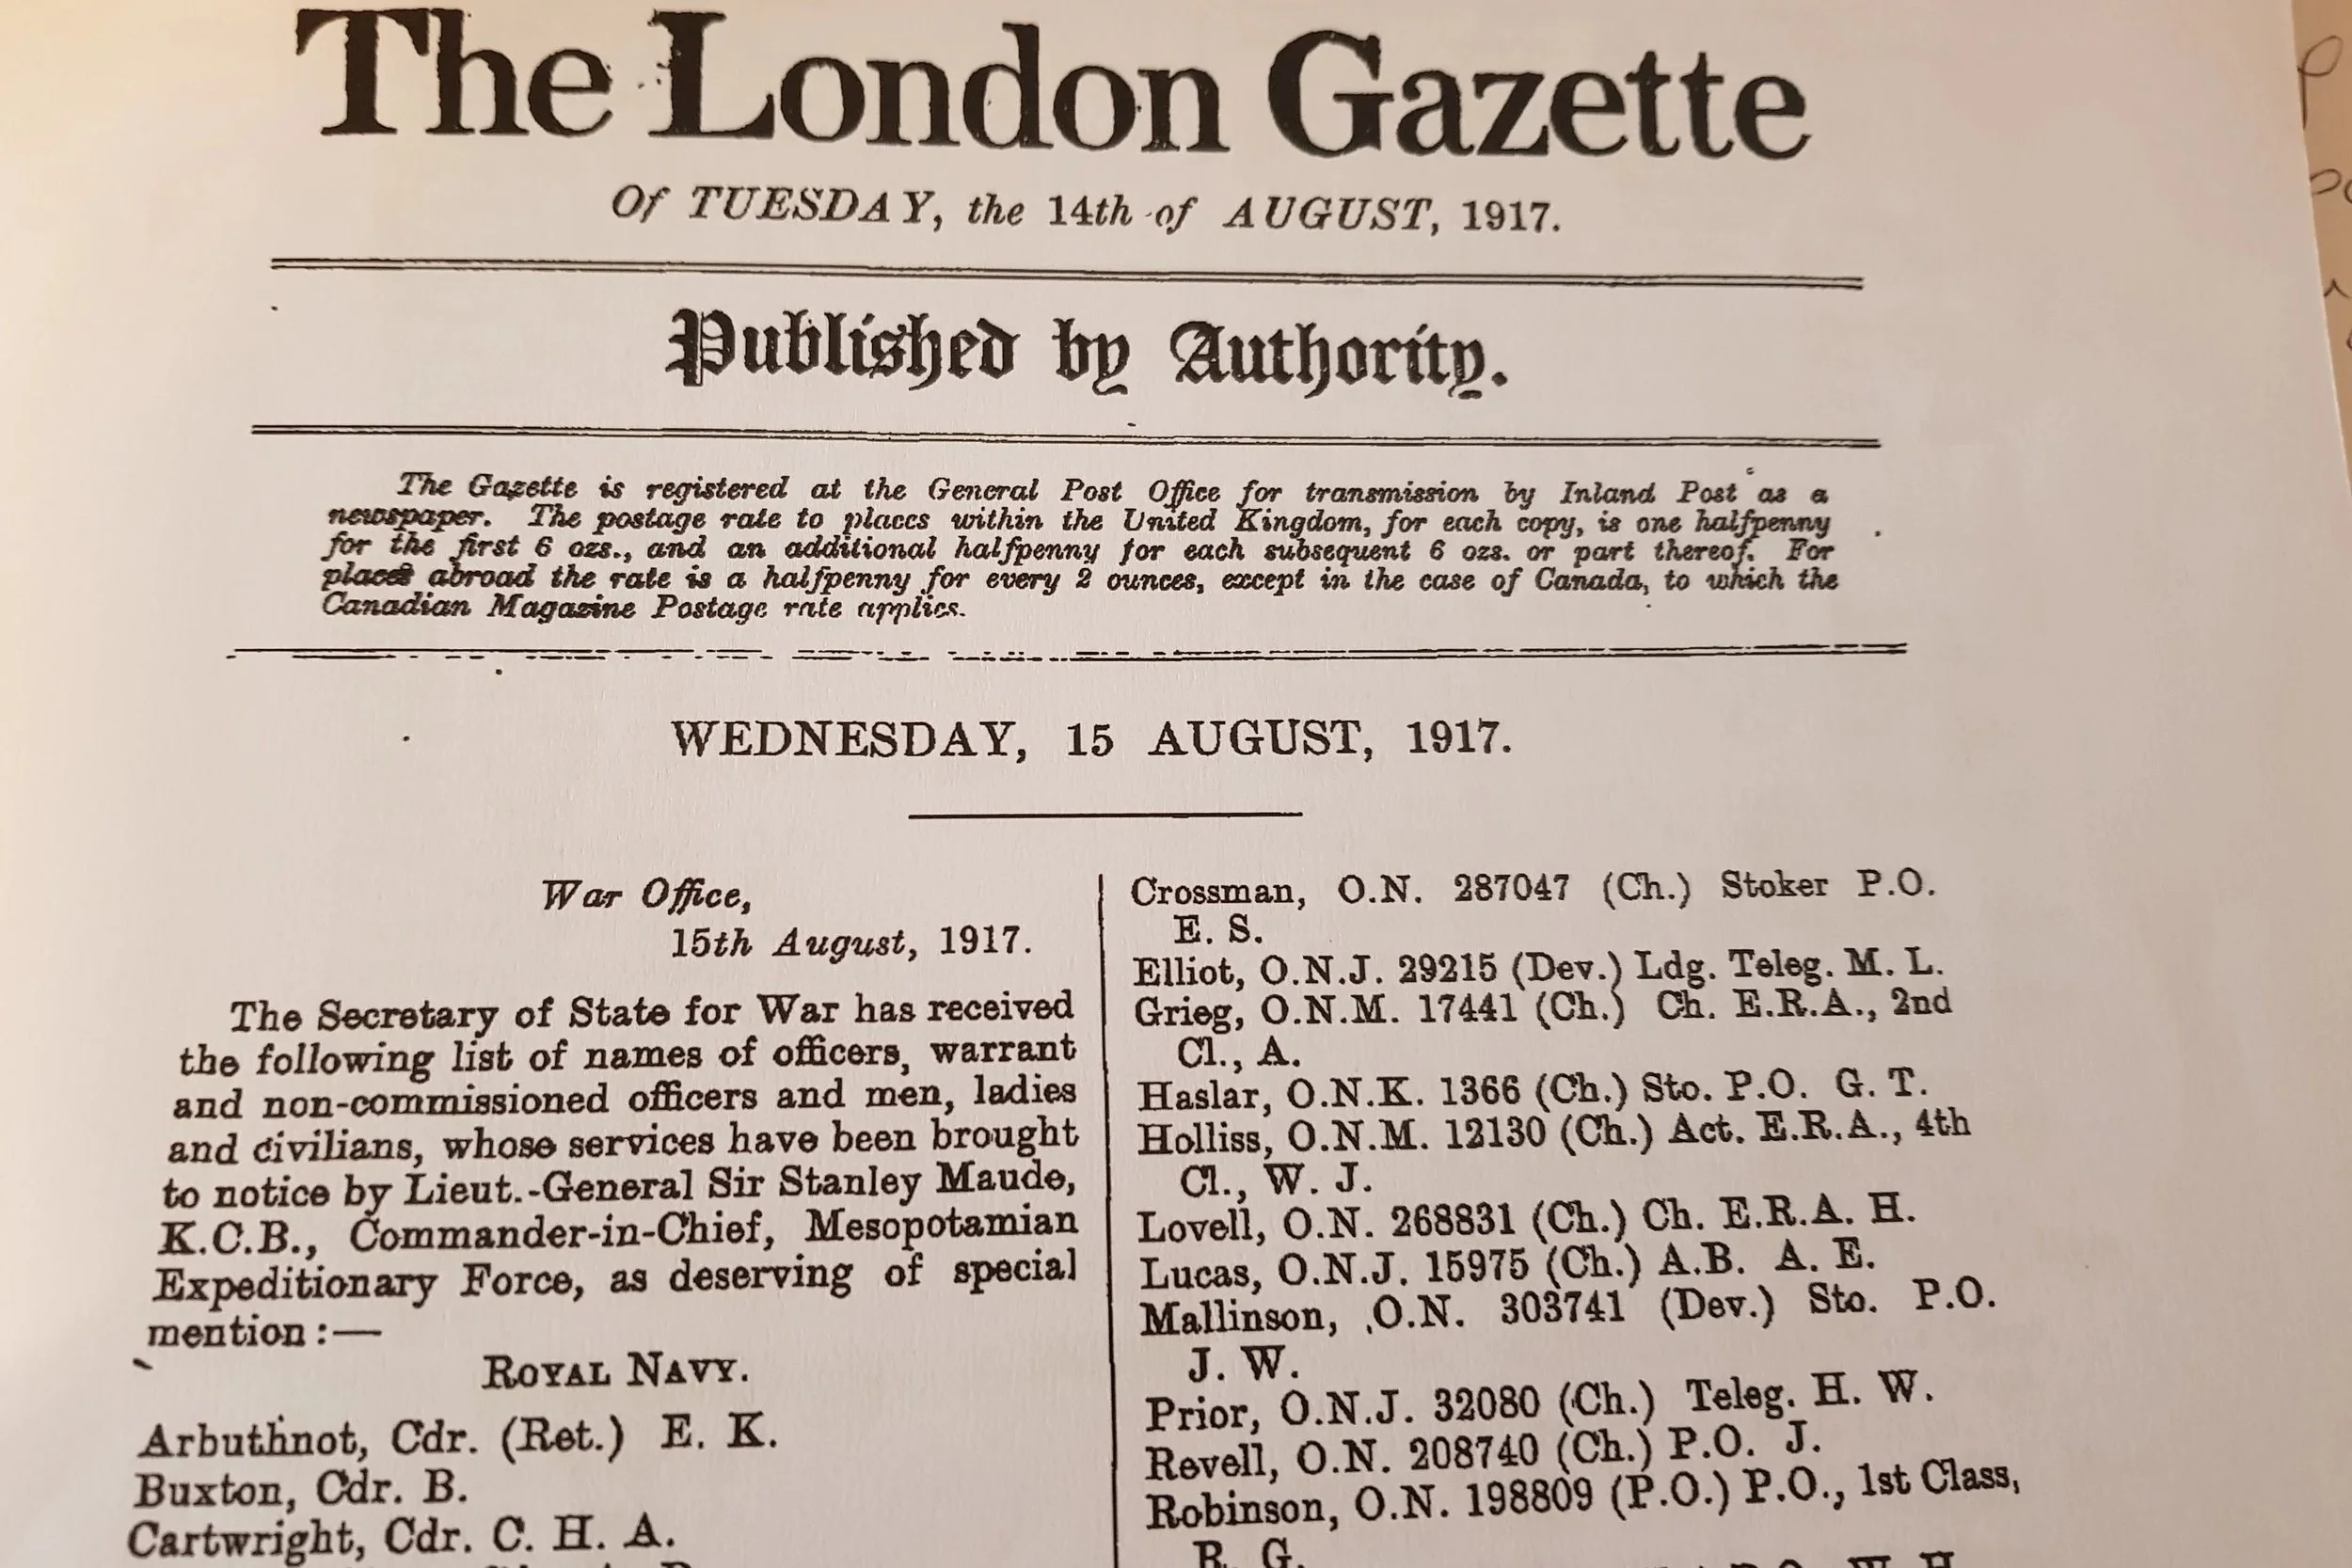 The London Gazette
Of TUESDAY, the 14th of AUGUST, 1917.
Published by Authority.
The Gazette is registered at the General Post Office for transmission by Inland Post as a
newspaper. The postage rate to places within the United Kingdom, for each copy, is one halfpenny
for the first 6 ozs., and an additional halfpenny for each subsequent 6 ozs. or part thereof. For
places abroad the rate is a halfpenny for every 2 ounces, except in the case of Canada, to which the
Canadian Magazine Postage rate applies.
WEDNESDAY, 15 AUGUST, 1917.
War Office,
15th August, 1917.
The Secretary of State for War has received
the following list of names of officers, warrant
and non-commissioned officers and men, ladies
and civilians, whose services have been brought
to notice by Lieut.-General Sir Stanley Maude,
K.C.B., Commander-in-Chief, Mesopotamian
Expeditionary Force, as deserving of special
mention :—
ROYAL NAVY.
Arbuthnot, Cdr. (Ret.) E. K.
Buxton, Cdr. B.
Cartwright, Cdr. C. H. A.
Crossman, O.N. 287047 (Ch.) Stoker P.O.
E. S.
Elliot, O.N.J. 29215 (Dev.) Ldg. Teleg. M. L.
Grieg, O.N.M. 17441 (Ch.) Ch. E.R.A., 2nd
Cl., A.
Haslar, O.N.K. 1366 (Ch.) Sto. P.O. G. T.
Holliss, O.N.M. 12130 (Ch.) Act. E.R.A., 4th
Cl., W. J.
Lovell, O.N. 268831 (Ch.) Ch. E.R.A. H.
Lucas, O.N.J. 15975 (Ch.) A.B. A. E.
Mallinson, O.N. 303741 (Dev.) Sto. P.O.
J. W.
Prior, O.N.J. 32080 (Ch.) Teleg. H. W.
Revell, O.N. 208740 (Ch.) P.O. J.
Robinson, O.N. 198809 (P.O.) P.O., 1st Class,
R. G.